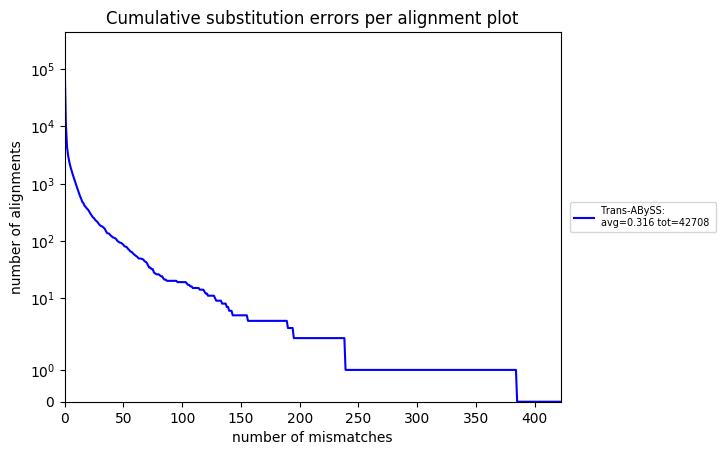 Cumulative substitution errors per alignment plot
number of alignments
10^5
10^4
10^3
10^2
10^1
10^0
0
0 50 100 150 200 250 300 350 400
number of mismatches
Trans-ABySS:
avg=0.316 tot=42708